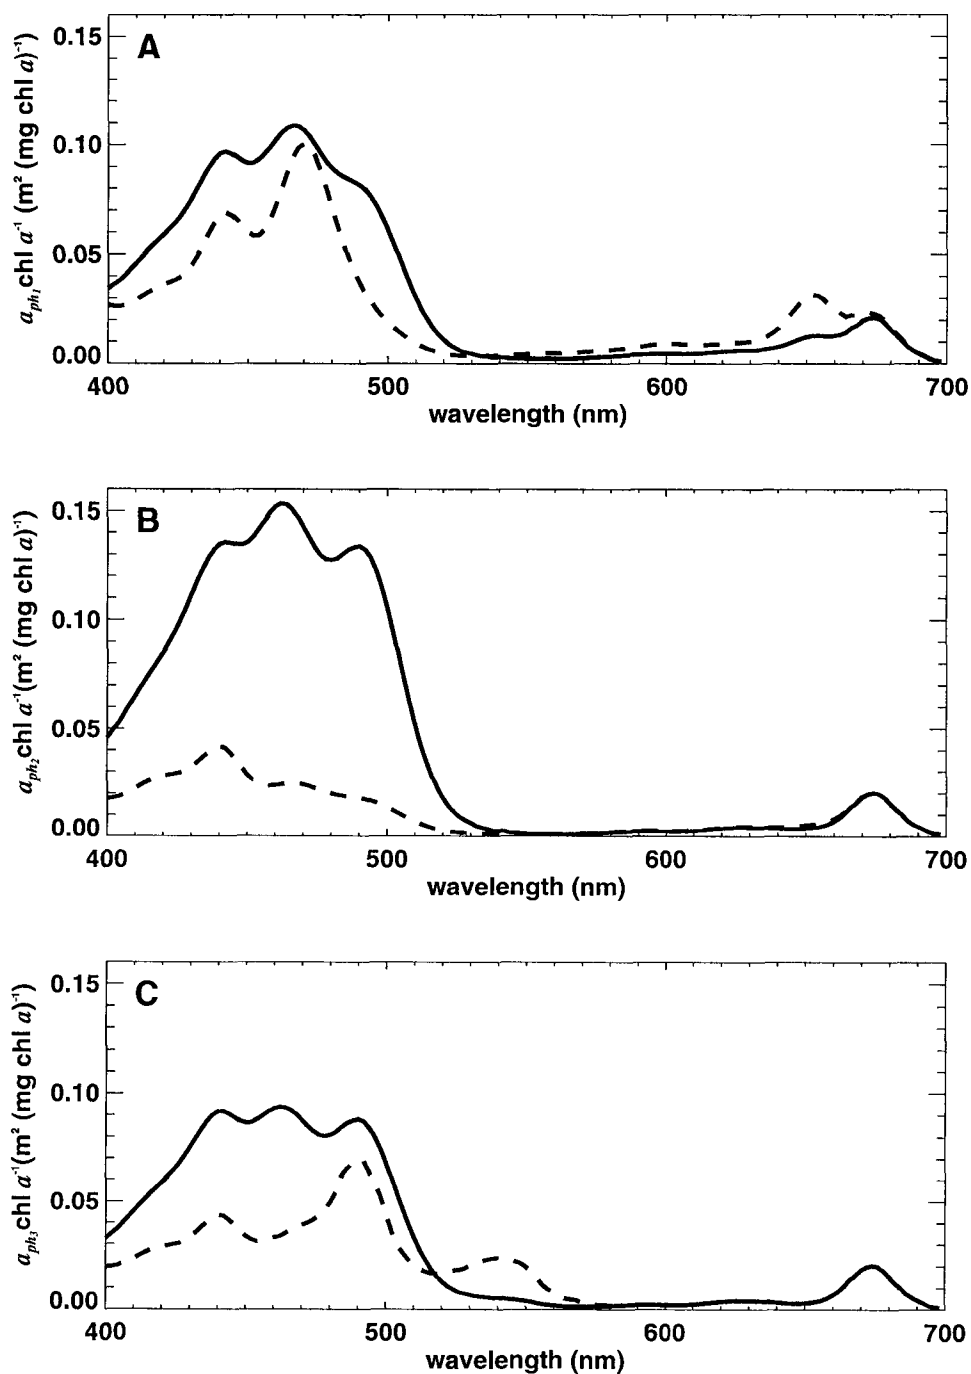 A
a_ph₁ chl a⁻¹ (m² (mg chl a)⁻¹)
0.15
0.10
0.05
0.00
400 500 600 700
wavelength (nm)
B
a_ph₂ chl a⁻¹(m² (mg chl a)⁻¹)
0.15
0.10
0.05
0.00
400 500 600 700
wavelength (nm)
C
a_ph₃ chl a⁻¹(m² (mg chl a)⁻¹)
0.15
0.10
0.05
0.00
400 500 600 700
wavelength (nm)